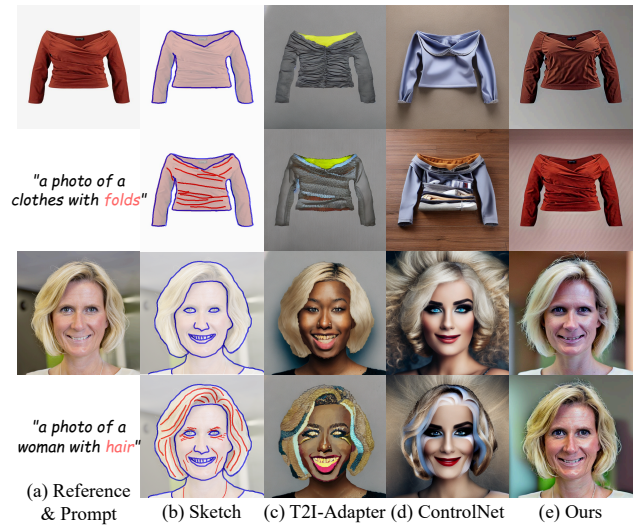 "a photo of a
clothes with folds"
"a photo of a
woman with hair"
(a) Reference
& Prompt
(b) Sketch
(c) T2I-Adapter
(d) ControlNet
(e) Ours